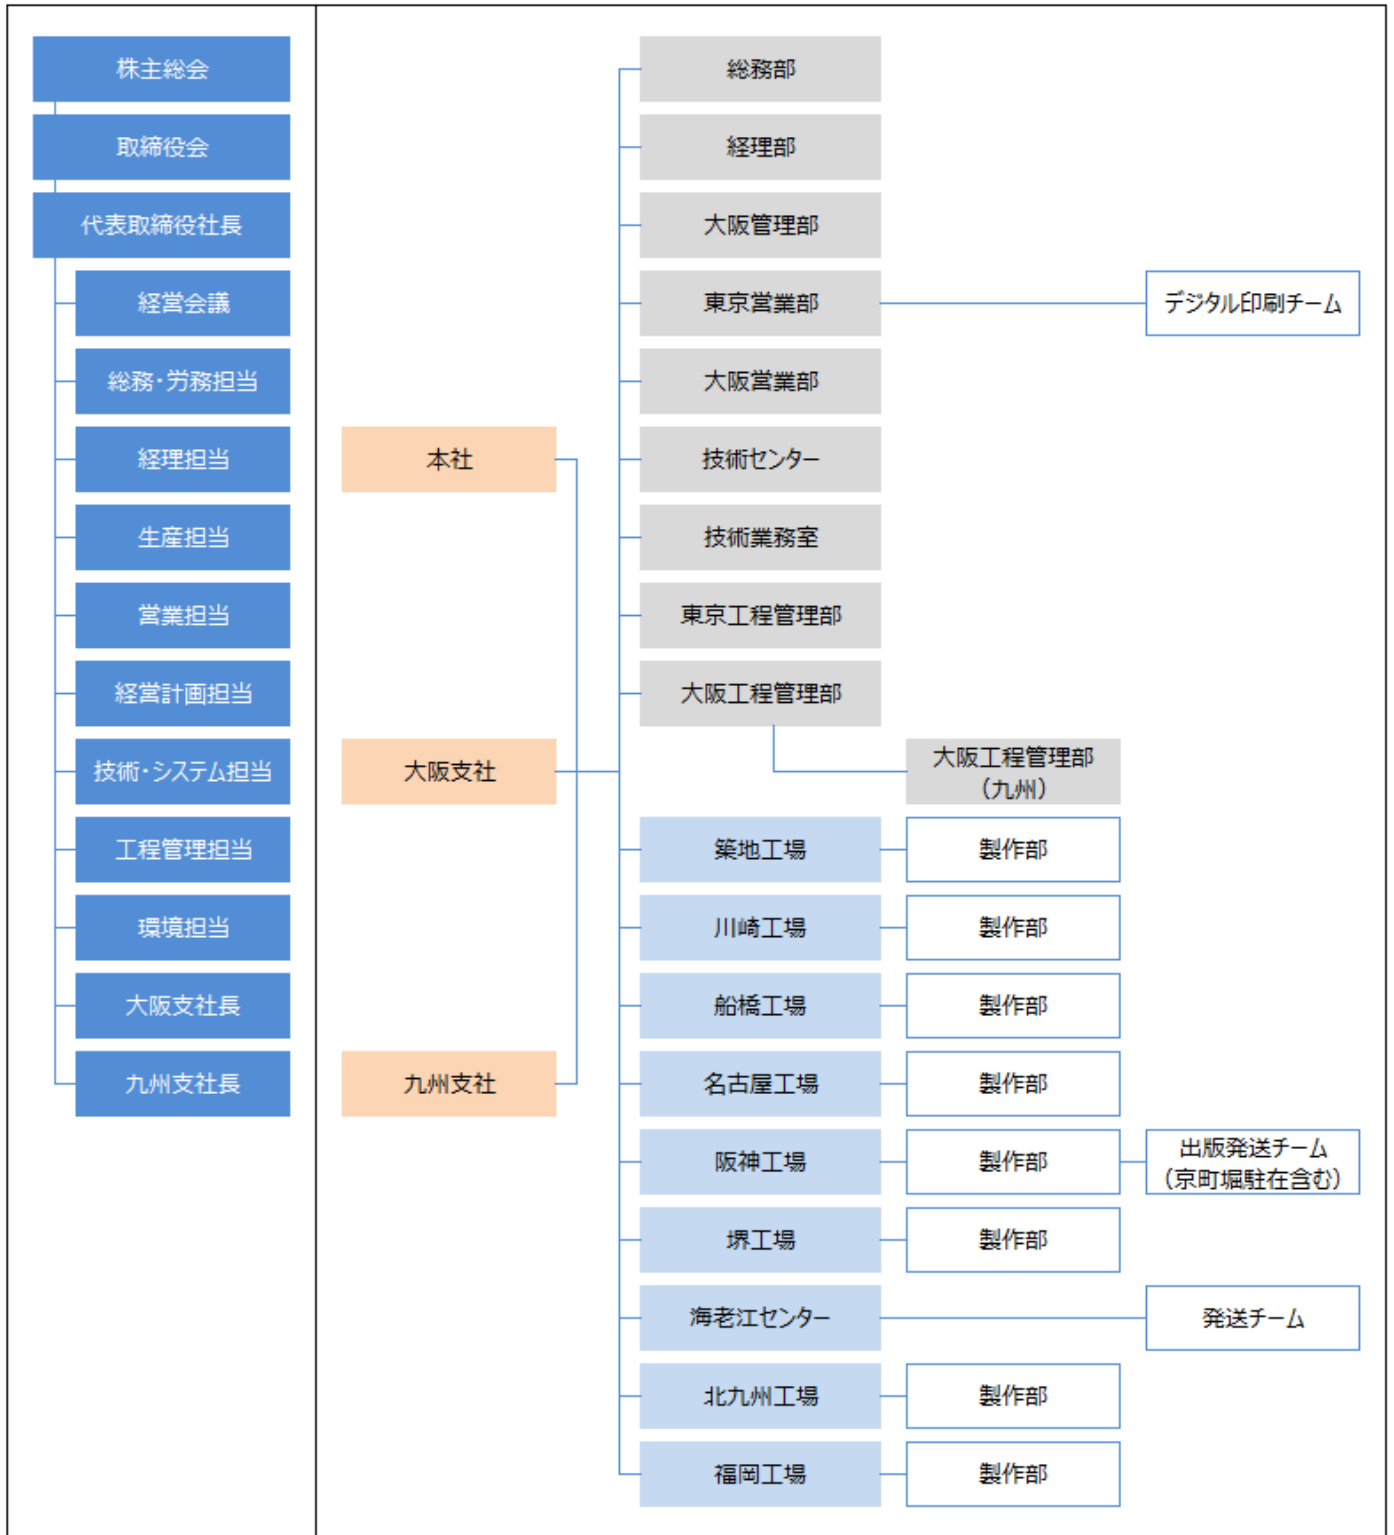 株主総会
取締役会
代表取締役社長
経営会議
総務・労務担当
経理担当
生産担当
営業担当
経営計画担当
技術・システム担当
工程管理担当
環境担当
大阪支社長
九州支社長
本社
大阪支社
九州支社
総務部
経理部
大阪管理部
東京営業部
デジタル印刷チーム
大阪営業部
技術センター
技術業務室
東京工程管理部
大阪工程管理部
大阪工程管理部
（九州）
築地工場
製作部
川崎工場
製作部
船橋工場
製作部
名古屋工場
製作部
阪神工場
製作部
出版発送チーム
（京町堀駐在含む）
堺工場
製作部
海老江センター
発送チーム
北九州工場
製作部
福岡工場
製作部